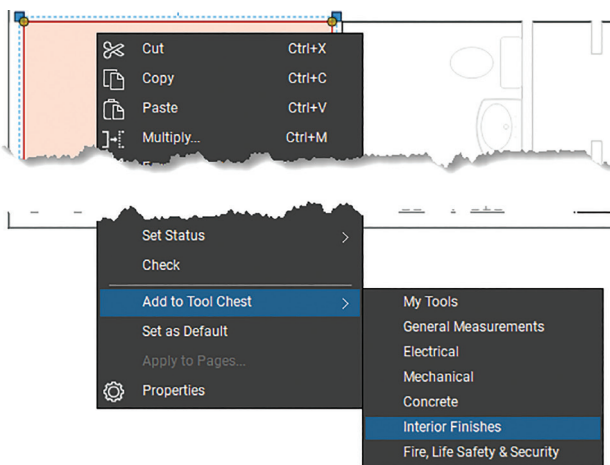 Cut Ctrl+X
Copy Ctrl+C
Paste Ctrl+V
Multiply... Ctrl+M
Set Status
Check
Add to Tool Chest
Set as Default
Apply to Pages...
Properties
My Tools
General Measurements
Electrical
Mechanical
Concrete
Interior Finishes
Fire, Life Safety & Security